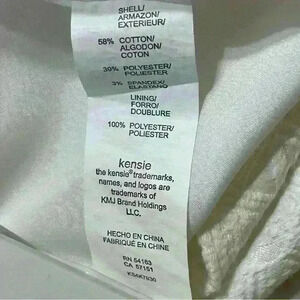 SHELL/
ARMAZON/
EXTERIEUR/
58% COTTON/
ALGODON/
COTON
39% POLYESTER/
POLIESTER
3% SPANDEX/
ELASTANO
LINING/
FORRO/
DOUBLURE
100% POLYESTER/
POLIESTER
kensie
the kensie® trademarks,
names, and logos are
trademarks of
KMJ Brand Holdings
LLC.
HECHO EN CHINA
FABRIQUÉ EN CHINE
RN 54163
CA 57151